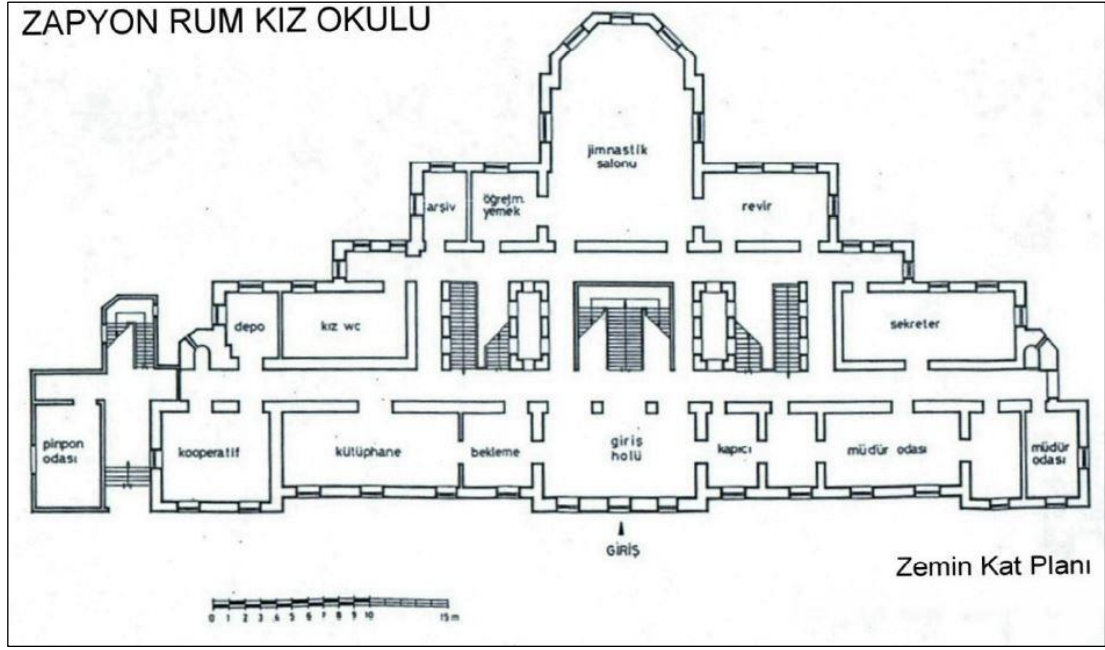 ZAPYON RUM KIZ OKULU
jimnastik
salonu
arşiv
öğretm.
yemek
revir
depo
kız wc
sekreter
pinpon
odası
kooperatif
kütüphane
bekleme
giriş
holü
kapıcı
müdür odası
müdür
odası
GİRİŞ
Zemin Kat Planı
0 1 2 3 4 5 6 7 8 9 10 15 m